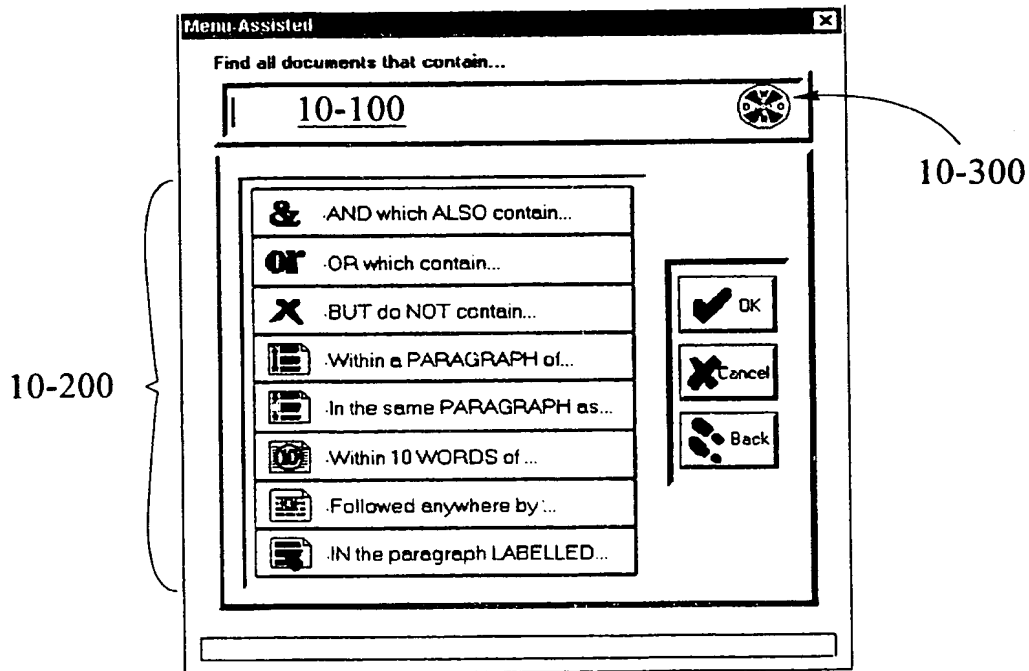 Menu-Assisted
Find all documents that contain...
10-100
10-300
& AND which ALSO contain...
or OR which contain...
BUT do NOT contain...
Within a PARAGRAPH of...
In the same PARAGRAPH as...
10-200
OK
Cancel
Back
10 Within 10 WORDS of ...
Followed anywhere by ...
IN the paragraph LABELLED...